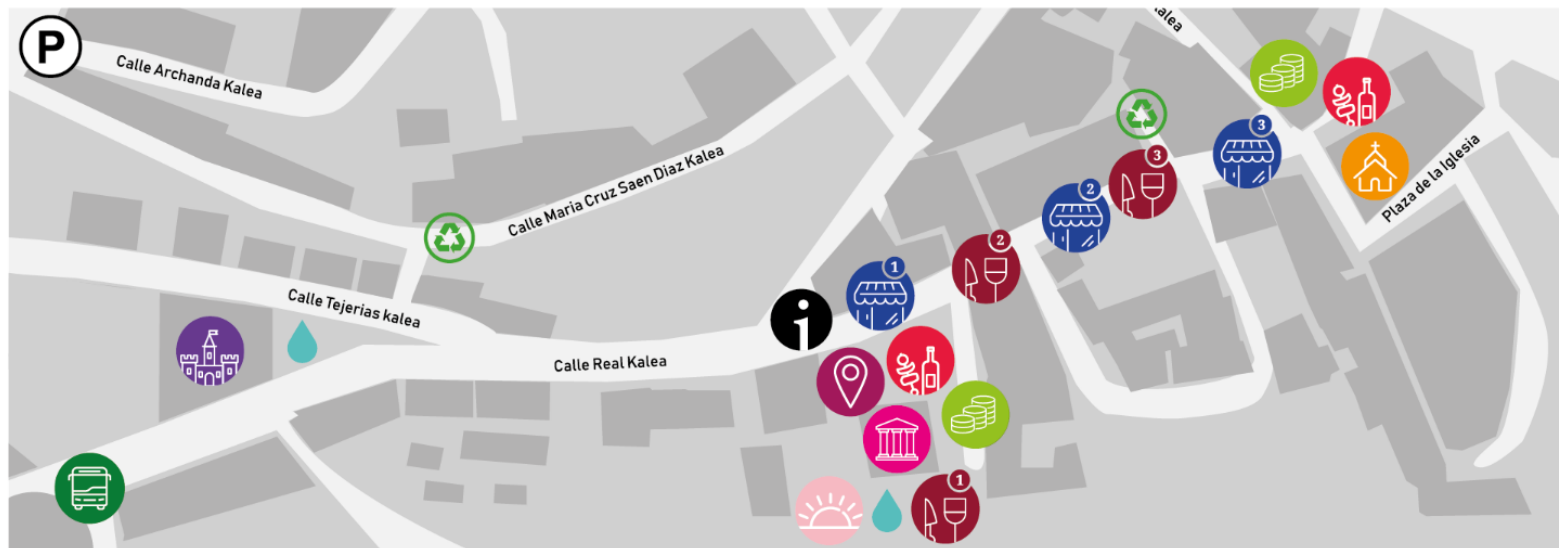 P
Calle Archanda Kalea
alea
3
3
Plaza de la Iglesia
Calle Maria Cruz Saen Diaz Kalea
2
2
1
Calle Tejerias kalea
i
Calle Real Kalea
1